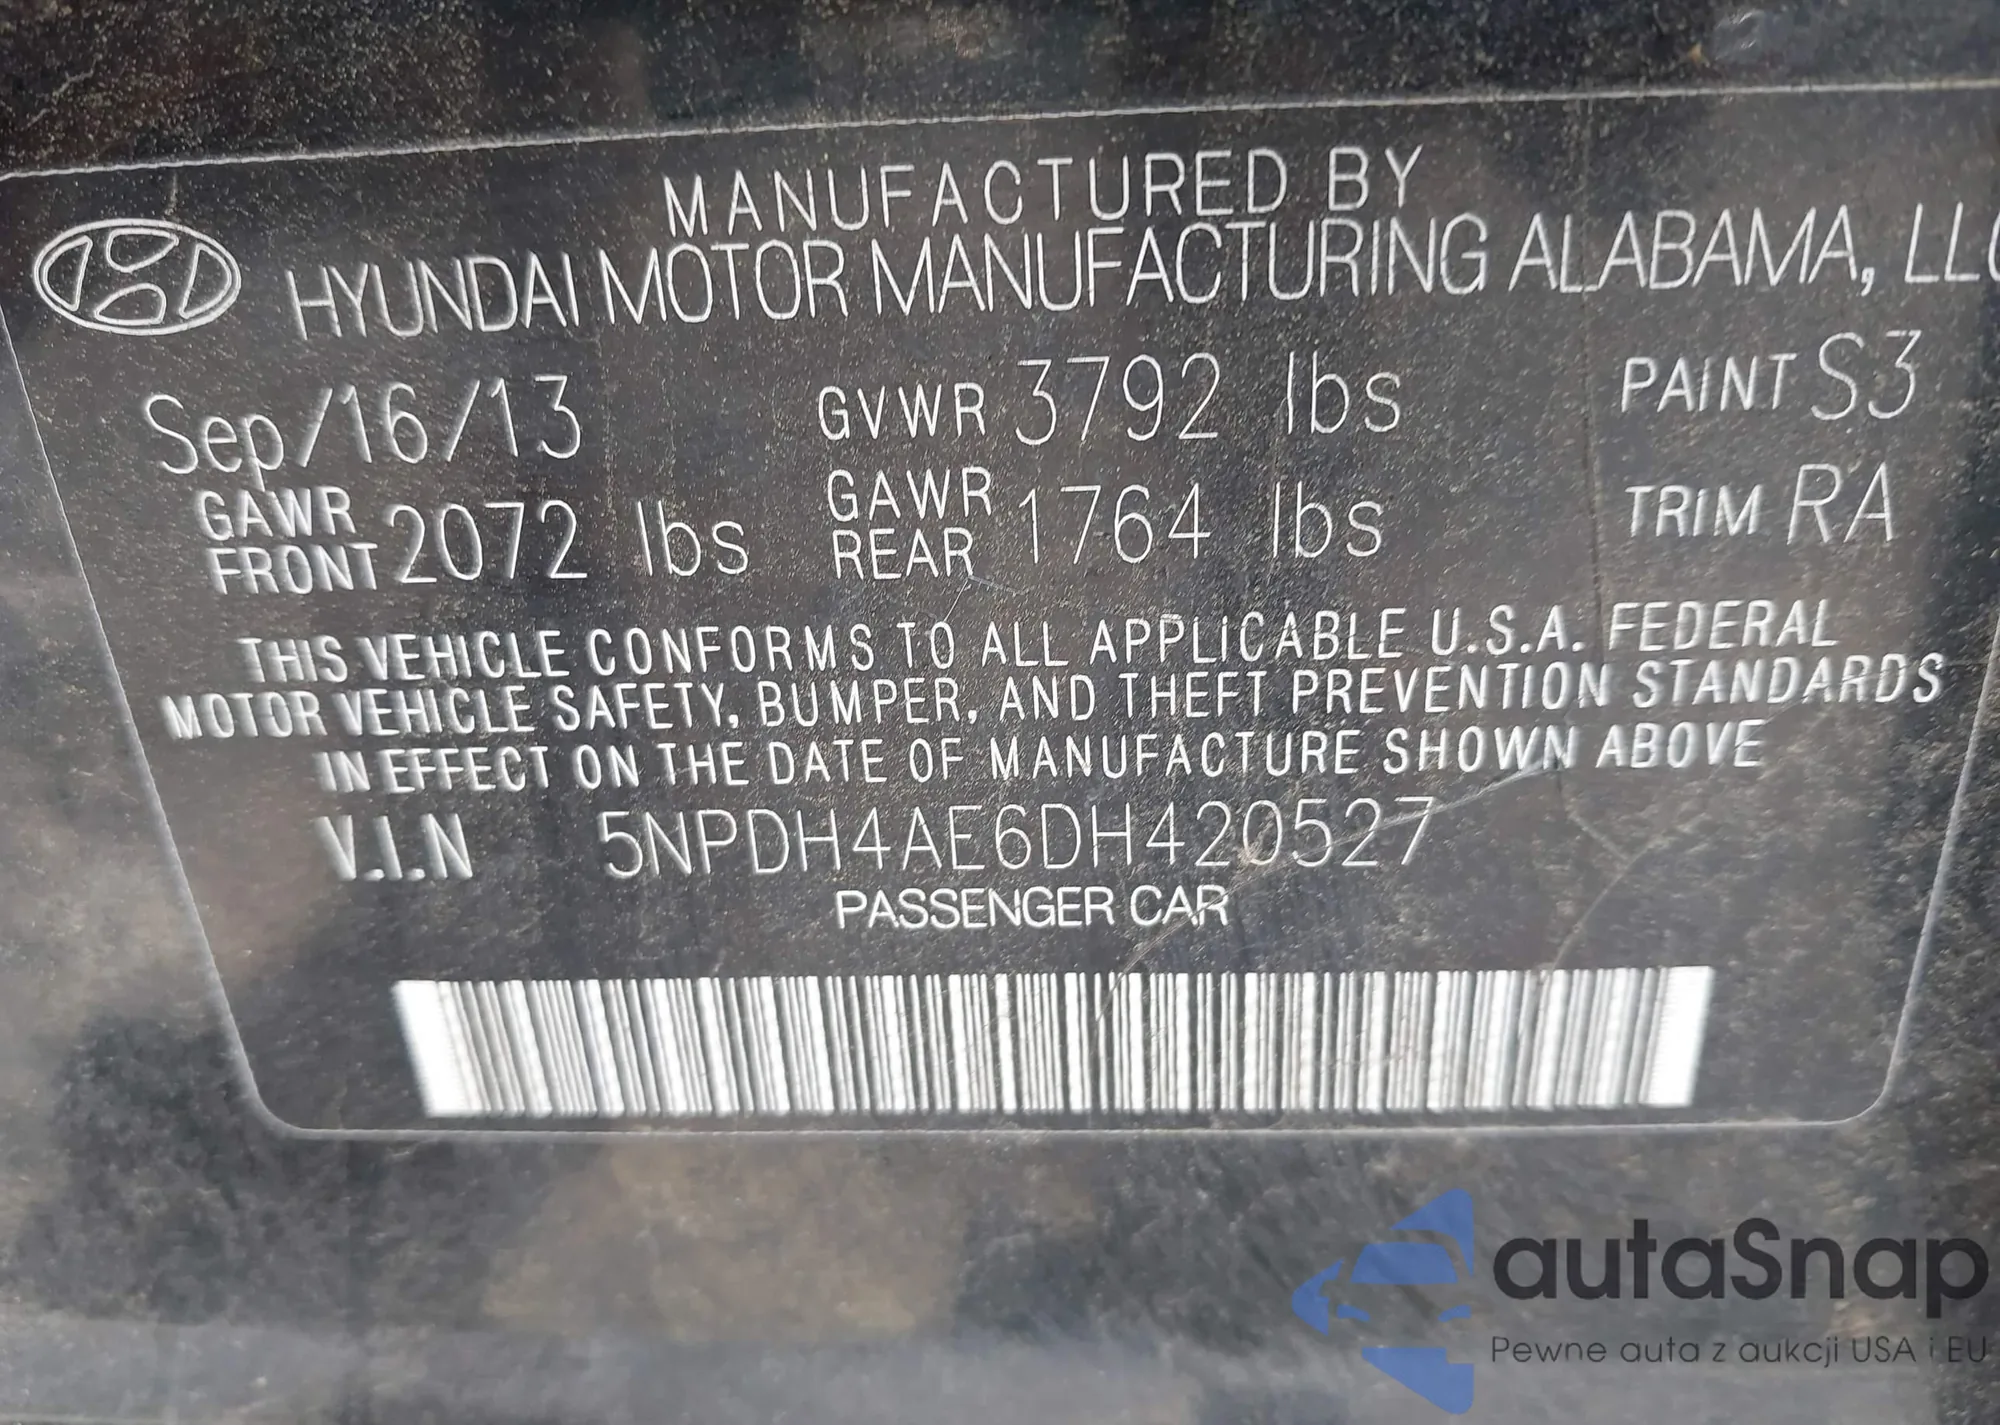 MANUFACTURED BY
HYUNDAI MOTOR MANUFACTURING ALABAMA, LLC
Sep/16/13 GVWR 3792 lbs PAINT S3
GAWR FRONT 2072 lbs GAWR REAR 1764 lbs TRIM RA
THIS VEHICLE CONFORMS TO ALL APPLICABLE U.S.A. FEDERAL
MOTOR VEHICLE SAFETY, BUMPER, AND THEFT PREVENTION STANDARDS
IN EFFECT ON THE DATE OF MANUFACTURE SHOWN ABOVE
V.I.N 5NPDH4AE6DH420527
PASSENGER CAR
autaSnap
Pewne auta z aukcji USA i EU